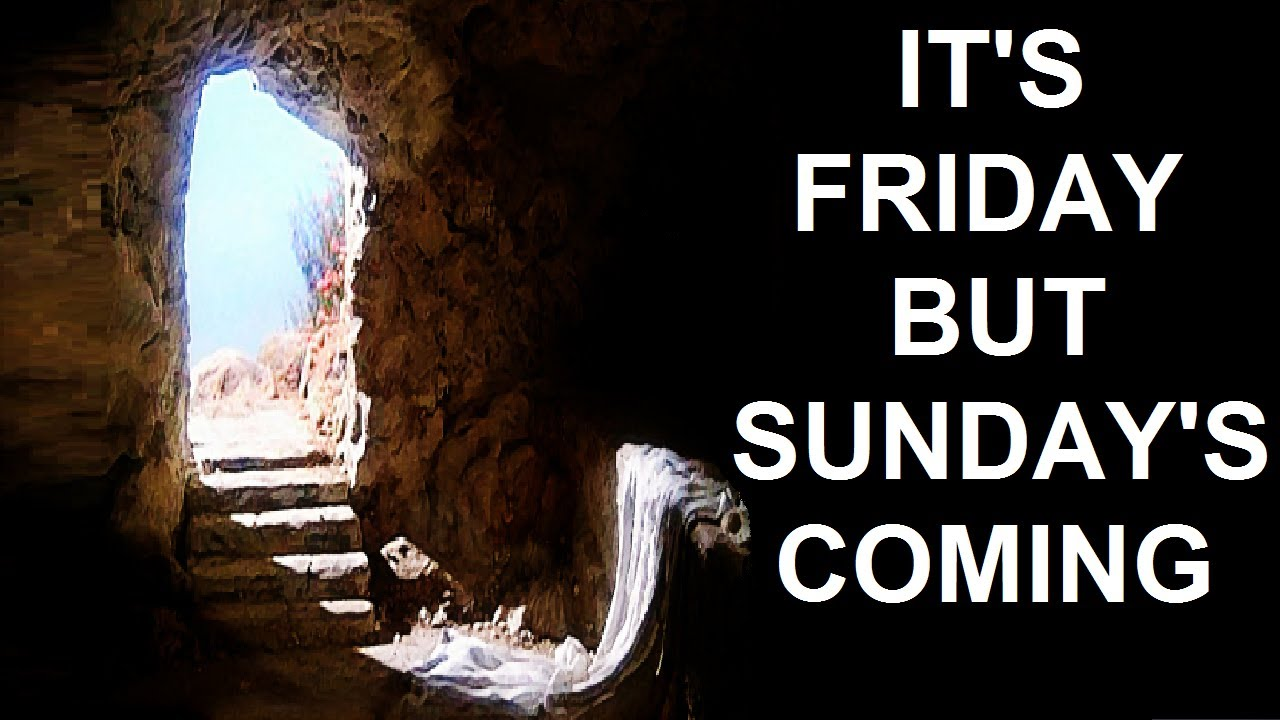 IT'S
FRIDAY
BUT
SUNDAY'S
COMING